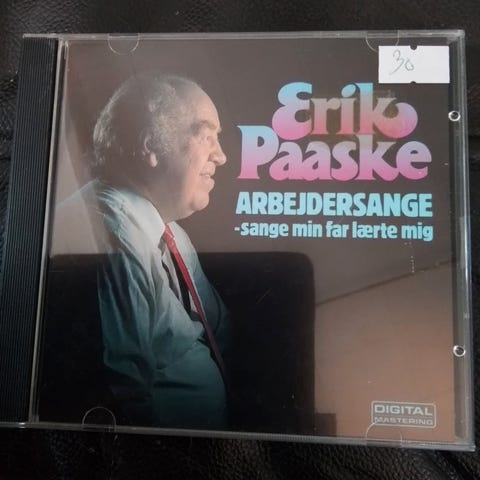 30
Erik
Paaske
ARBEJDERSANGE
-sange min far lærte mig
DIGITAL
MASTERING